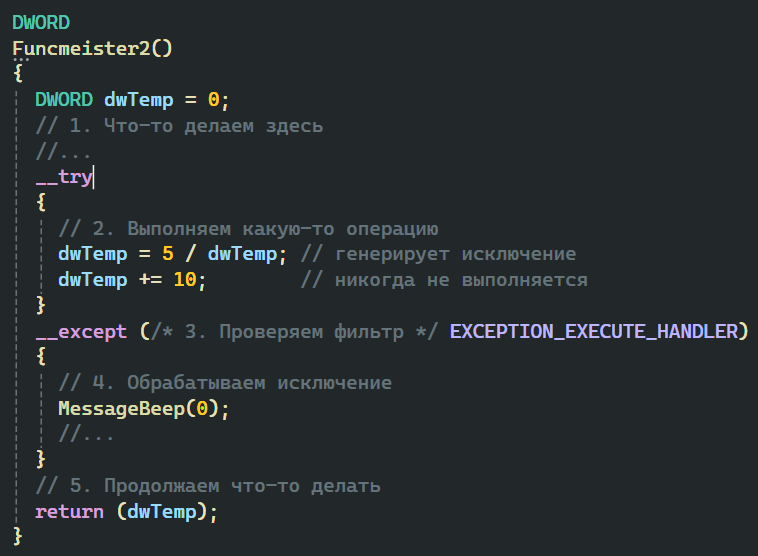 DWORD
Funcmeister2()
{
  DWORD dwTemp = 0;
  // 1. Что-то делаем здесь
  //...
  __try
  {
    // 2. Выполняем какую-то операцию
    dwTemp = 5 / dwTemp; // генерирует исключение
    dwTemp += 10;        // никогда не выполняется
  }
  __except (/* 3. Проверяем фильтр */ EXCEPTION_EXECUTE_HANDLER)
  {
    // 4. Обрабатываем исключение
    MessageBeep(0);
    //...
  }
  // 5. Продолжаем что-то делать
  return (dwTemp);
}